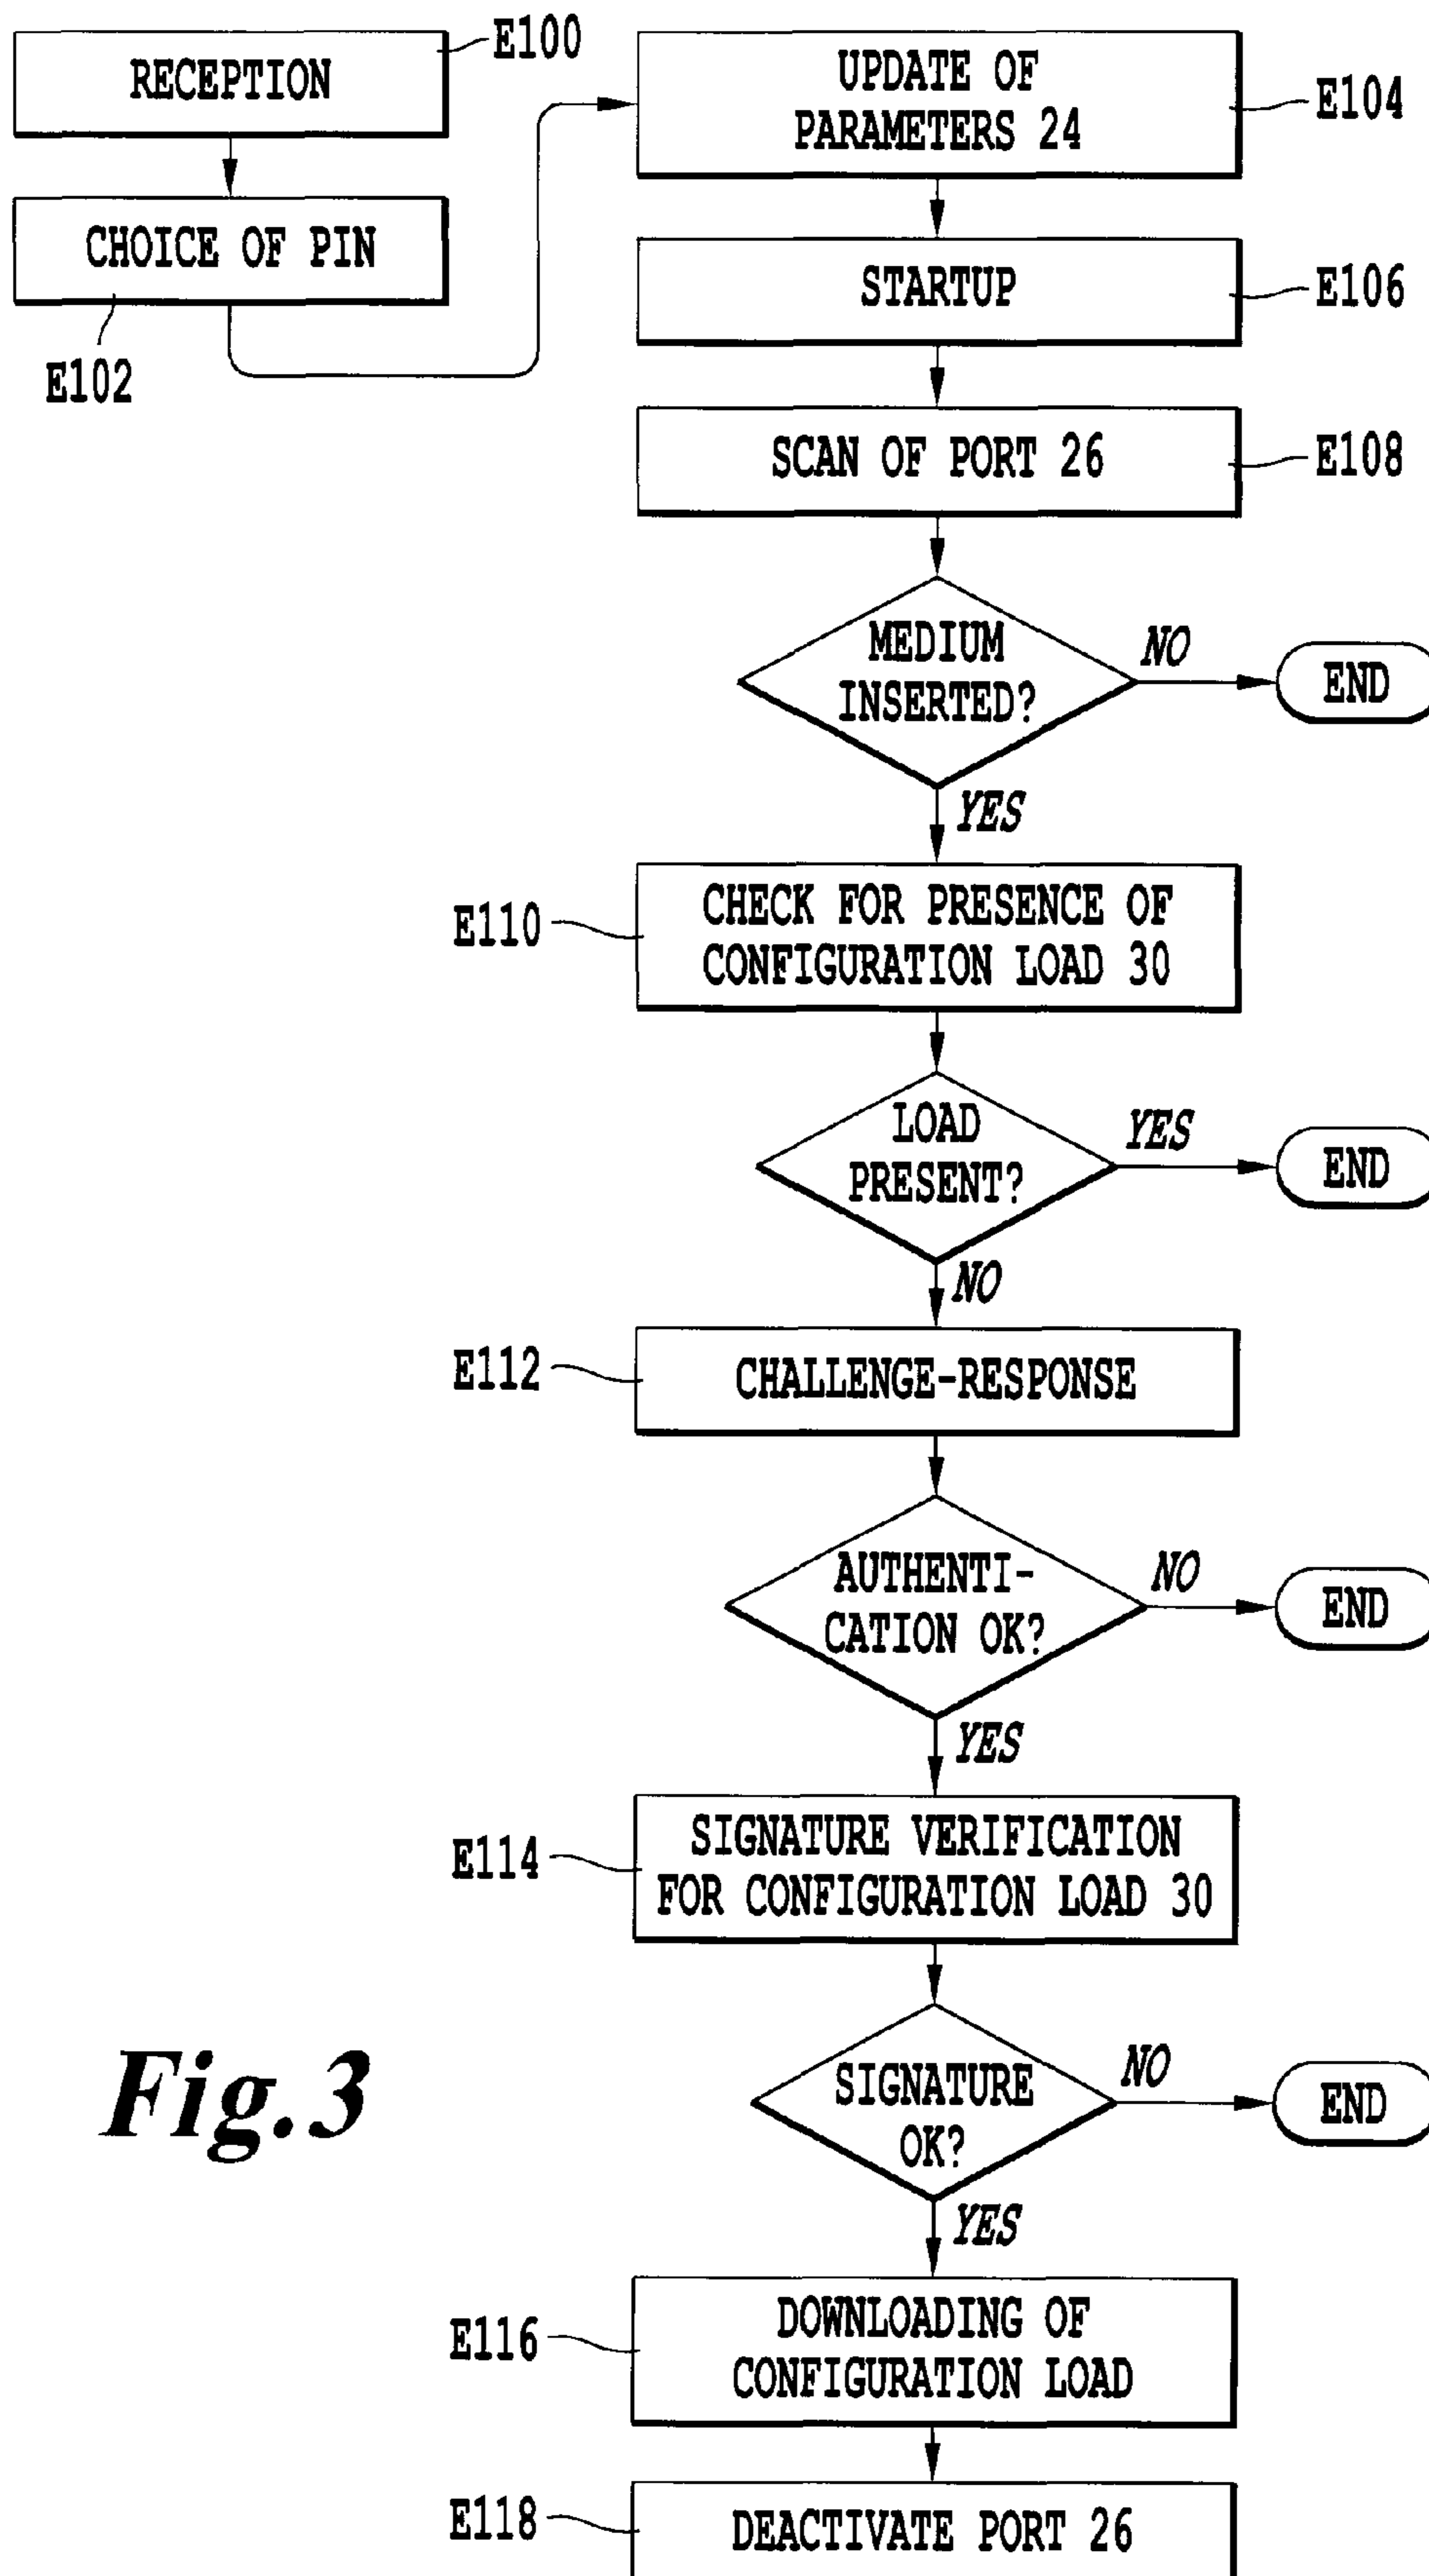 RECEPTION
E100
CHOICE OF PIN
E102
UPDATE OF
PARAMETERS 24
E104
STARTUP
E106
SCAN OF PORT 26
E108
MEDIUM
INSERTED?
NO
END
YES
E110
CHECK FOR PRESENCE OF
CONFIGURATION LOAD 30
LOAD
PRESENT?
YES
END
NO
E112
CHALLENGE-RESPONSE
AUTHENTI-
CATION OK?
NO
END
YES
E114
SIGNATURE VERIFICATION
FOR CONFIGURATION LOAD 30
SIGNATURE
OK?
NO
END
YES
E116
DOWNLOADING OF
CONFIGURATION LOAD
E118
DEACTIVATE PORT 26
Fig.3